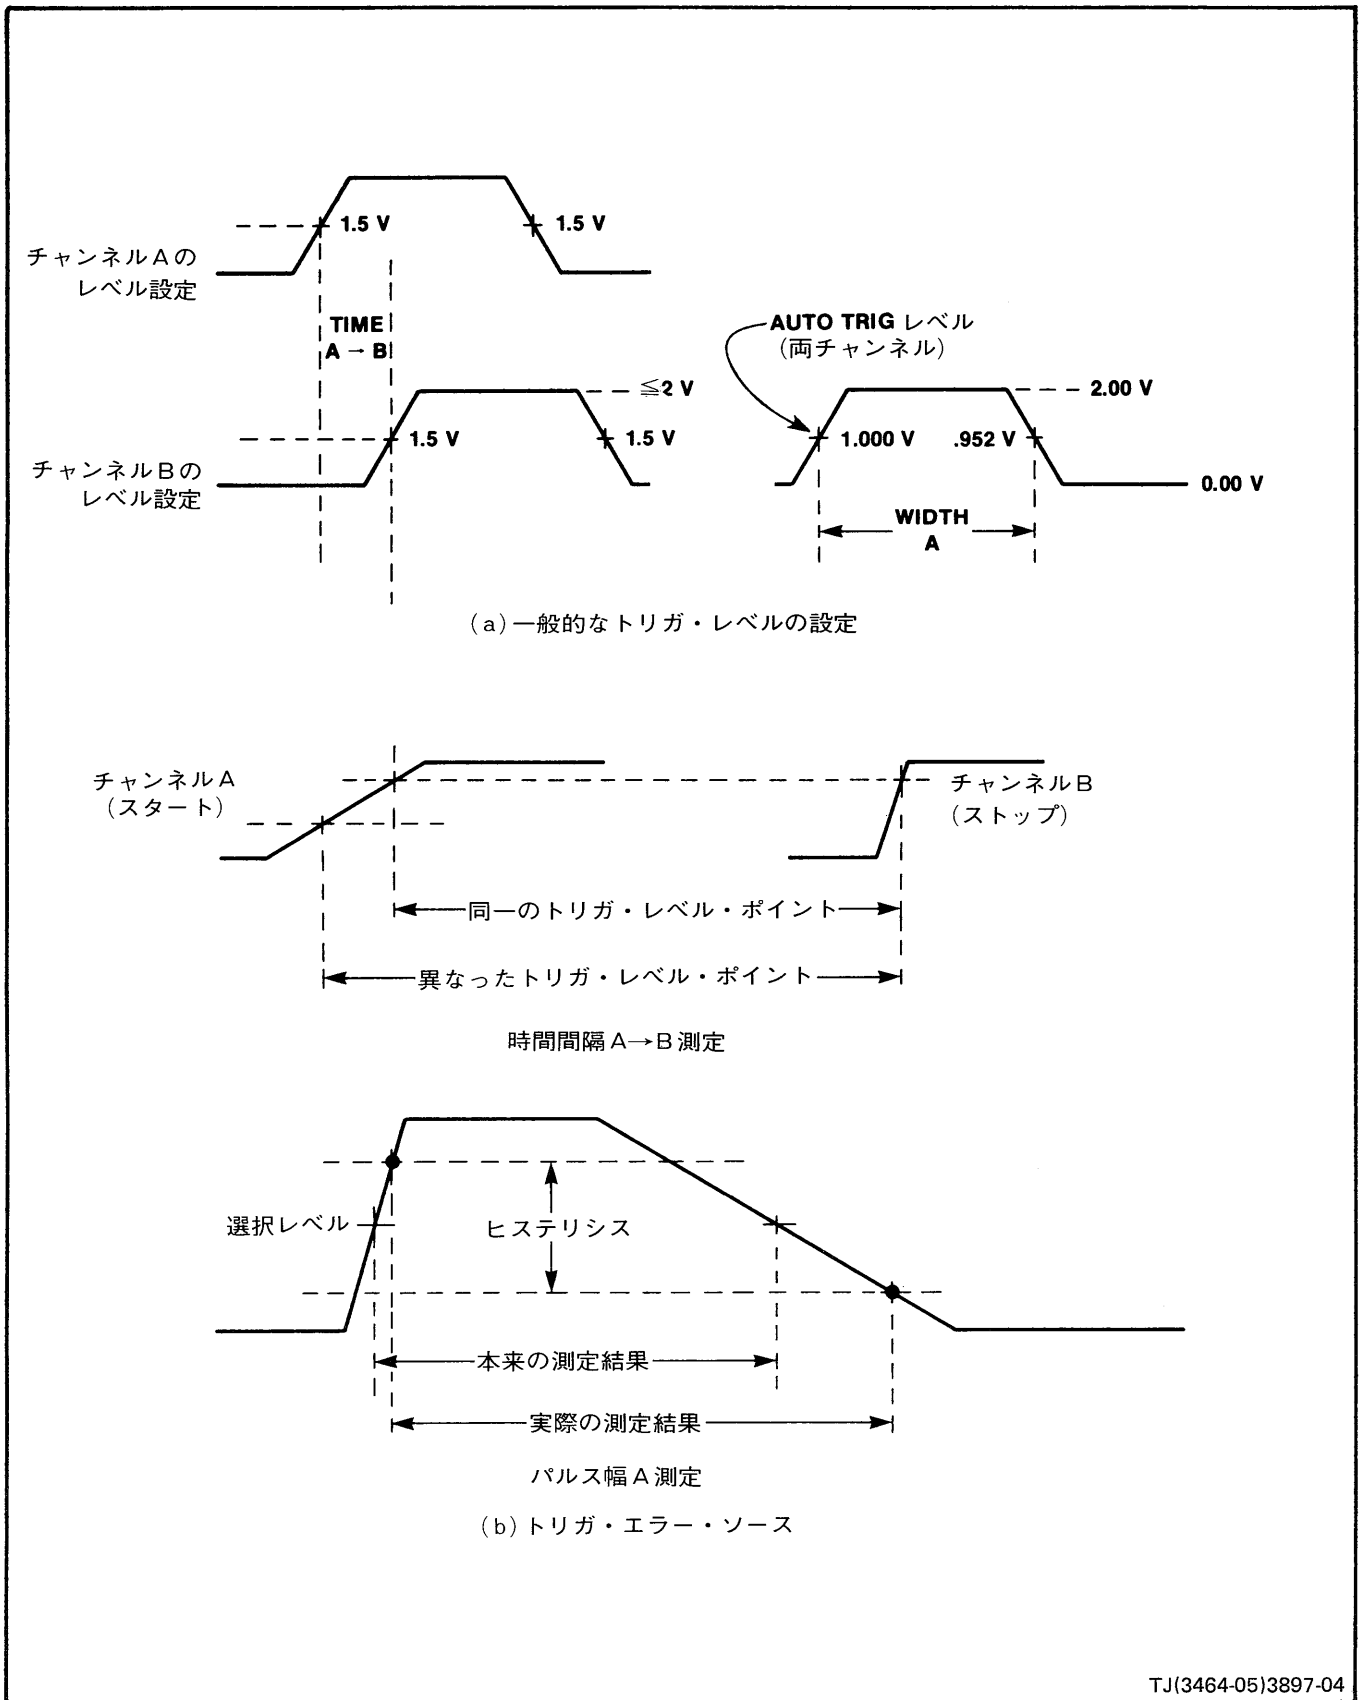 1.5 V
1.5 V
チャンネルAの
レベル設定
TIME
A → B
AUTO TRIG レベル
(両チャンネル)
≦2 V
2.00 V
1.5 V
1.5 V
1.000 V
.952 V
チャンネルBの
レベル設定
0.00 V
WIDTH
A
(a)一般的なトリガ・レベルの設定
チャンネルA
(スタート)
チャンネルB
(ストップ)
同一のトリガ・レベル・ポイント
異なったトリガ・レベル・ポイント
時間間隔A→B測定
選択レベル
ヒステリシス
本来の測定結果
実際の測定結果
パルス幅A測定
(b)トリガ・エラー・ソース
TJ(3464-05)3897-04